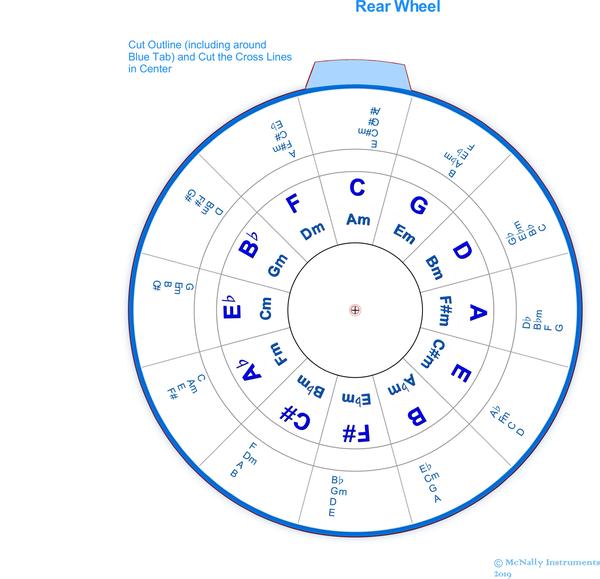 Rear Wheel
Cut Outline (including around
Blue Tab) and Cut the Cross Lines
in Center
A#
G#
C#m
E
F
E♭
A♭m
B
C
B♭
E♭m
G♭
D♭
B♭m
F
G
A♭
Fm
C
D
E♭
Cm
G
A
B♭
Gm
D
E
F
Dm
A
B
C
Am
E
F#
G
Em
B
C#
D
Bm
F#
G#
E♭
C#
F#m
A
C
G
D
A
E
B
F#
C#
A♭
E♭
B♭
F
Am
Em
Bm
F#m
C#m
A♭m
E♭m
B♭m
Fm
Cm
Gm
Dm
© McNally Instruments
2019